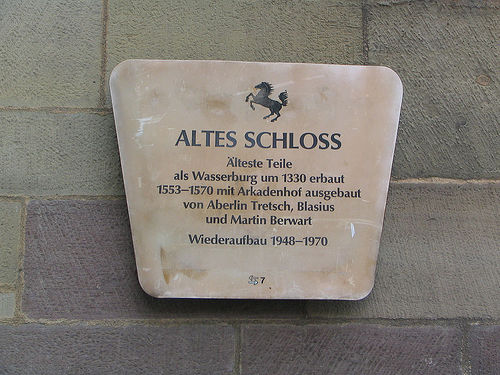 ALTES SCHLOSS
Älteste Teile
als Wasserburg um 1330 erbaut
1553–1570 mit Arkadenhof ausgebaut
von Aberlin Tretsch, Blasius
und Martin Berwart
Wiederaufbau 1948–1970
7